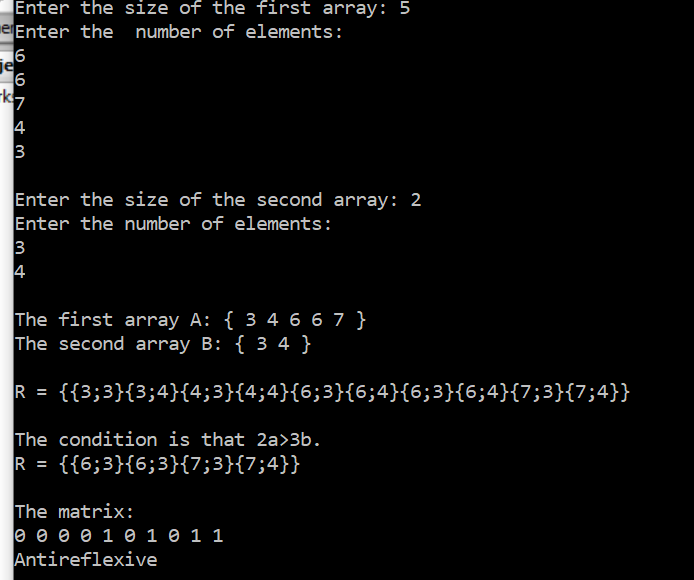 Enter the size of the first array: 5
Enter the  number of elements:
6
6
7
4
3
Enter the size of the second array: 2
Enter the number of elements:
3
4
The first array A: { 3 4 6 6 7 }
The second array B: { 3 4 }
R = {{3;3}{3;4}{4;3}{4;4}{6;3}{6;4}{6;3}{6;4}{7;3}{7;4}}
The condition is that 2a>3b.
R = {{6;3}{6;3}{7;3}{7;4}}
The matrix:
0 0 0 0 1 0 1 0 1 1
Antireflexive